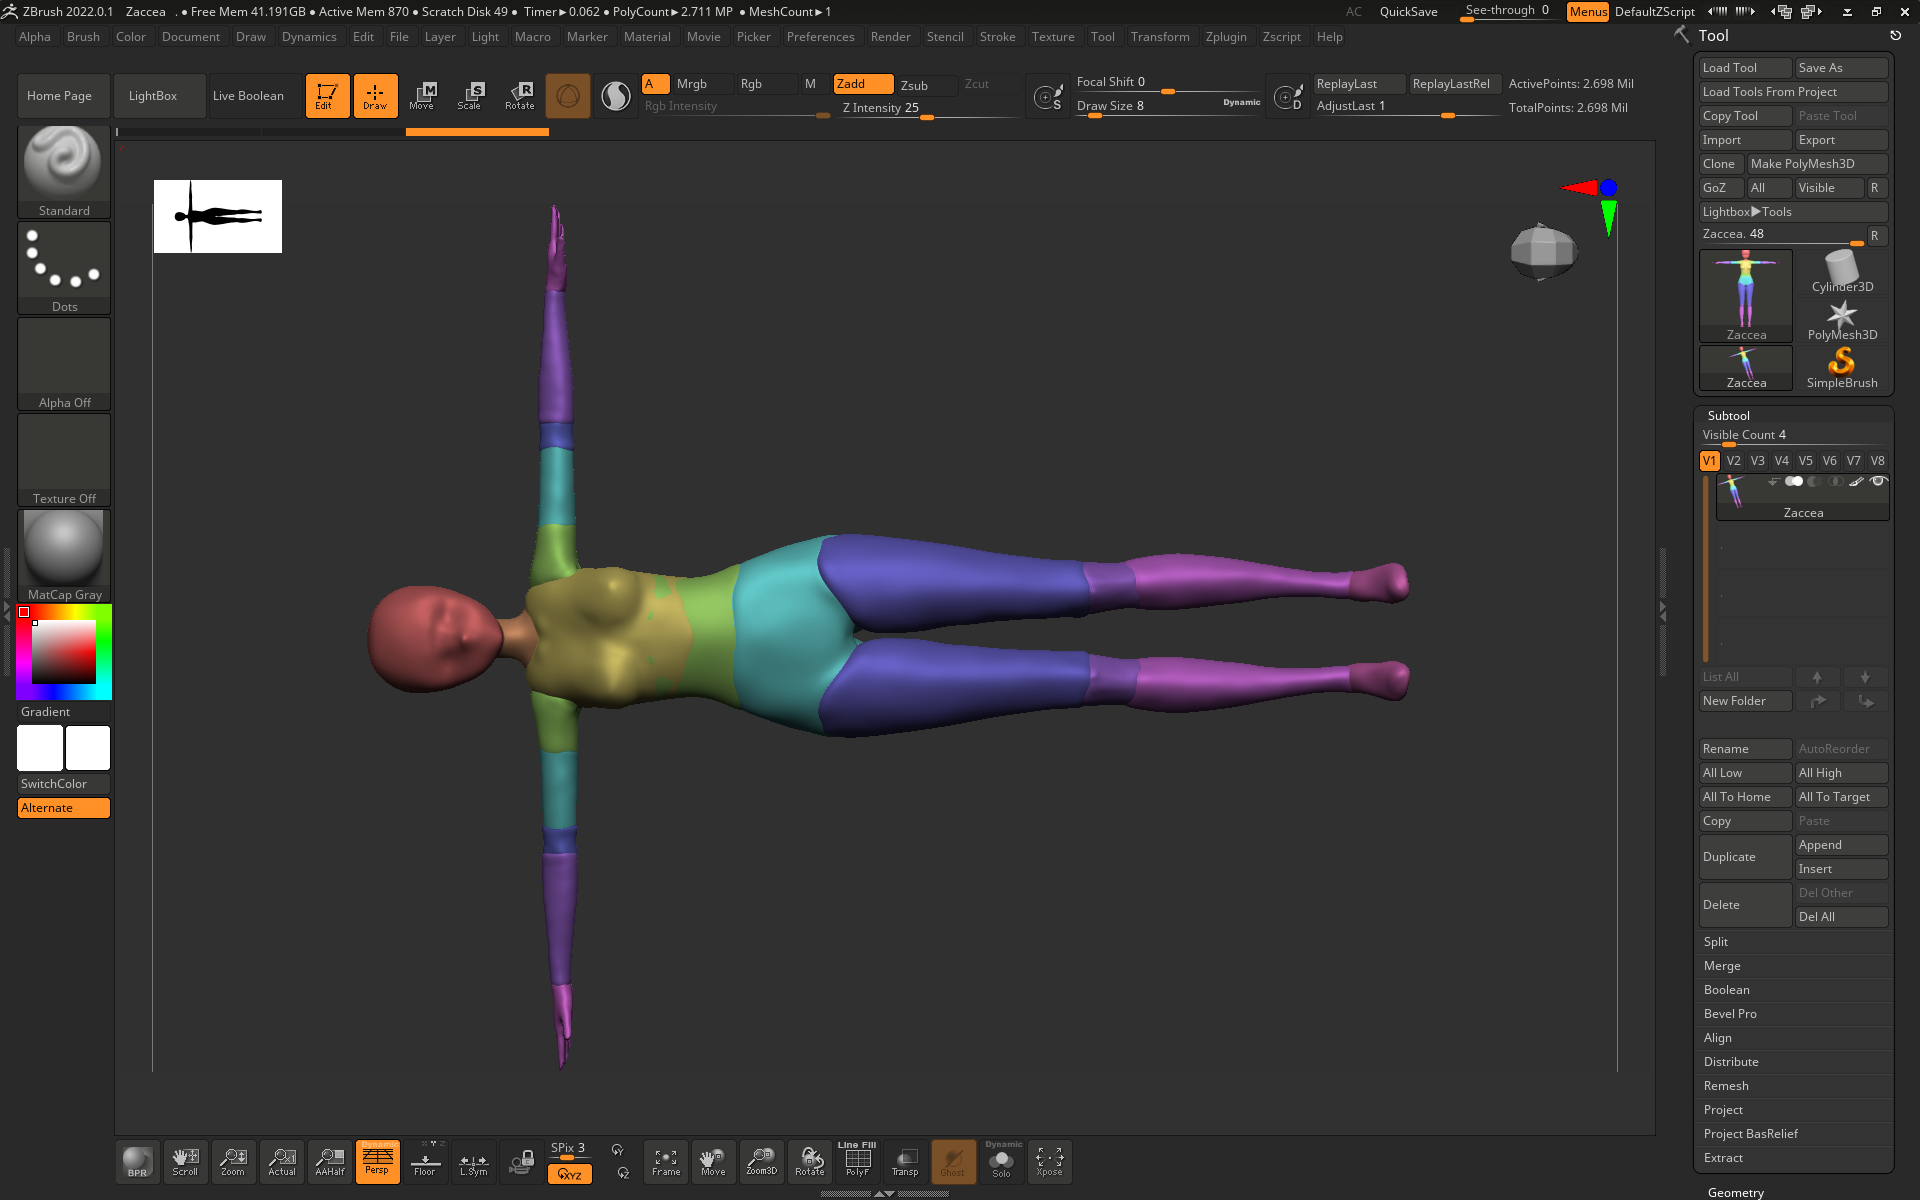 ZBrush 2022.0.1 Zaccea . ● Free Mem 41.191GB ● Active Mem 870 ● Scratch Disk 49 ● Timer►0.062 ● PolyCount►2.711 MP ● MeshCount►1 AC QuickSave See-through 0 Menus DefaultZScript
Alpha Brush Color Document Draw Dynamics Edit File Layer Light Macro Marker Material Movie Picker Preferences Render Stencil Stroke Texture Tool Transform Zplugin Zscript Help
Home Page LightBox Live Boolean Edit Draw Move Scale Rotate
A Mrgb Rgb M Zadd Zsub Zcut
Rgb Intensity Z Intensity 25
Focal Shift 0
Draw Size 8 Dynamic
ReplayLast ReplayLastRel ActivePoints: 2.698 Mil
AdjustLast 1 TotalPoints: 2.698 Mil
Standard
Dots
Alpha Off
Texture Off
MatCap Gray
Gradient
SwitchColor
Alternate
Tool
Load Tool Save As
Load Tools From Project
Copy Tool Paste Tool
Import Export
Clone Make PolyMesh3D
GoZ All Visible R
Lightbox►Tools
Zaccea. 48 R
Cylinder3D
Zaccea PolyMesh3D
Zaccea SimpleBrush
Subtool
Visible Count 4
V1 V2 V3 V4 V5 V6 V7 V8
Zaccea
List All
New Folder
Rename AutoReorder
All Low All High
All To Home All To Target
Copy Paste
Duplicate Append
Insert
Delete Del Other
Del All
Split
Merge
Boolean
Bevel Pro
Align
Distribute
Remesh
Project
Project BasRelief
Extract
Geometry
BPR Scroll Zoom Actual AAHalf Dynamic Persp Floor L.Sym SPix 3 XYZ Frame Move Zoom3D Rotate Line Fill PolyF Transp Ghost Dynamic Solo Xpose